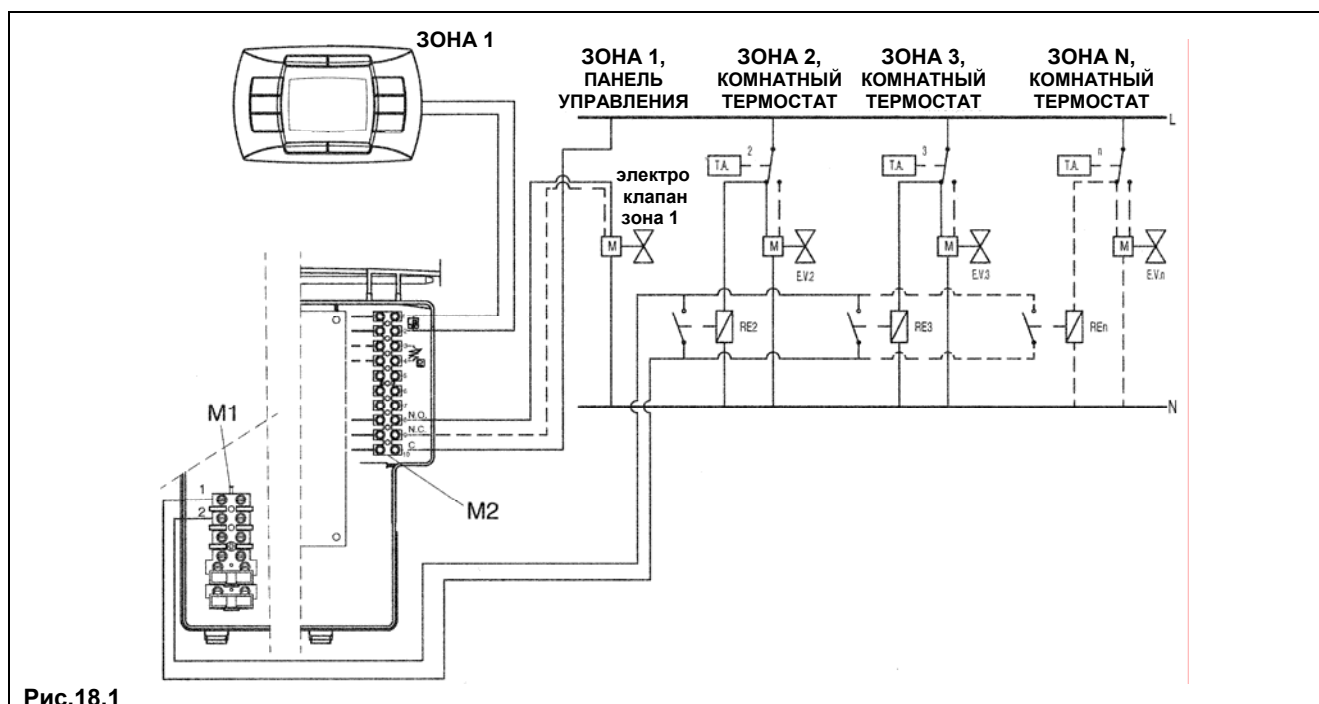 ЗОНА 1
ЗОНА 1,
ПАНЕЛЬ
УПРАВЛЕНИЯ
ЗОНА 2,
КОМНАТНЫЙ
ТЕРМОСТАТ
ЗОНА 3,
КОМНАТНЫЙ
ТЕРМОСТАТ
ЗОНА N,
КОМНАТНЫЙ
ТЕРМОСТАТ
L
2
T.A.
3
T.A.
n
T.A.
электро
клапан
зона 1
M
M
M
M
E.V.2
E.V.3
E.V.n
RE2
RE3
REn
N
N.O.
N.C.
C
10
M1
M2
1
2
Рис.18.1